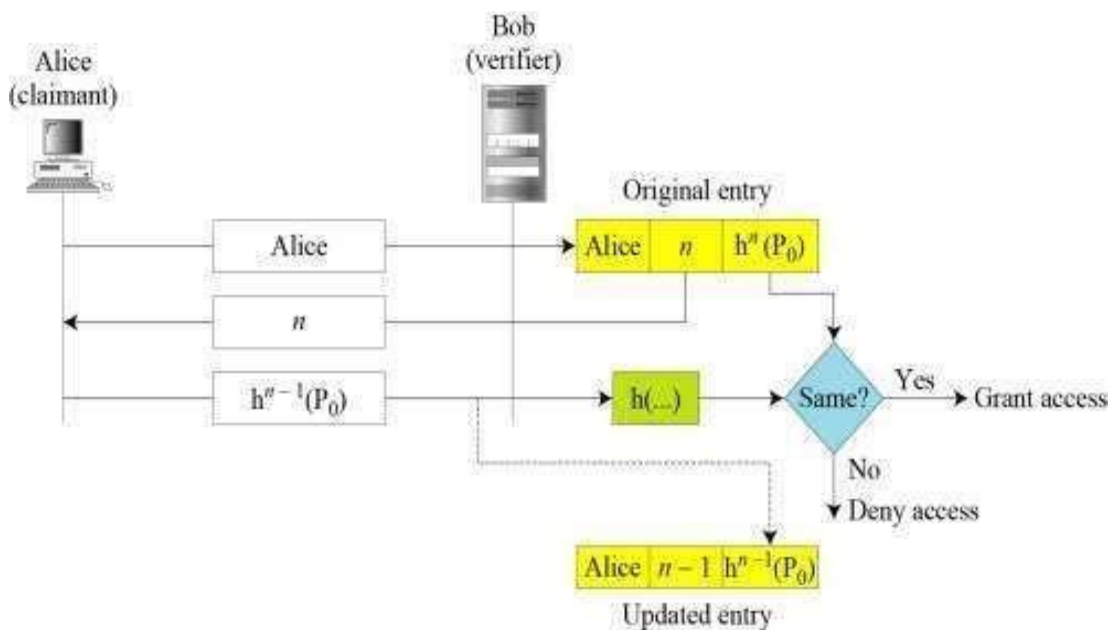 Bob
(verifier)
Alice
(claimant)
Original entry
Alice
Alice n hⁿ(P₀)
n
hⁿ⁻¹(P₀)
h(...)
Same?
Yes
Grant access
No
Deny access
Alice n – 1 hⁿ⁻¹(P₀)
Updated entry